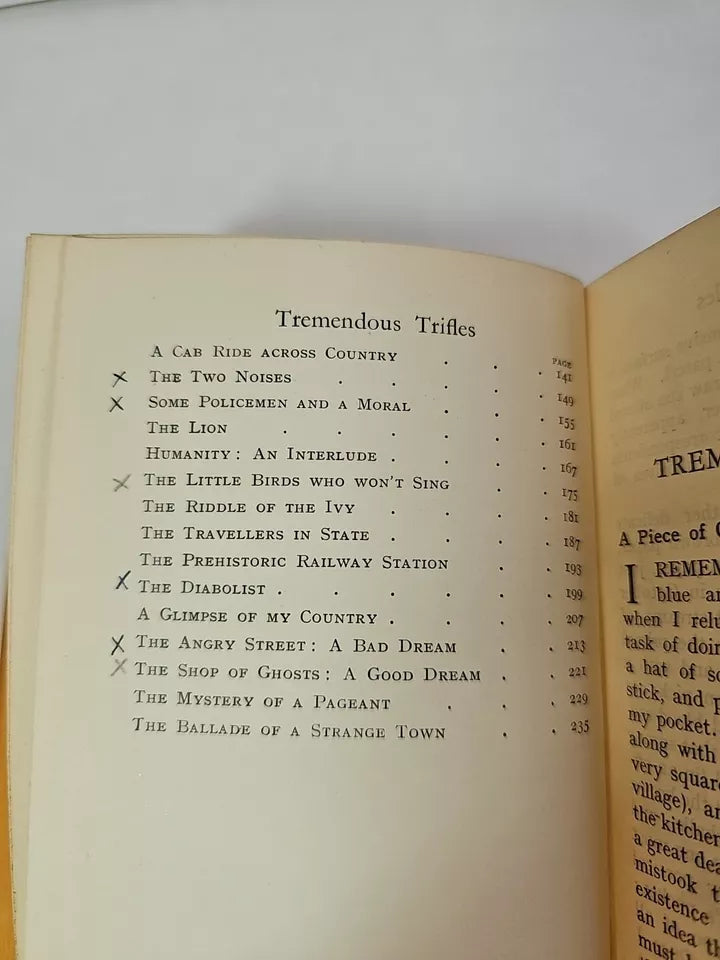 Tremendous Trifles
PAGE
A CAB RIDE ACROSS COUNTRY . . . 141
THE TWO NOISES . . . . 149
SOME POLICEMEN AND A MORAL . . . 155
THE LION . . . . . 161
HUMANITY: AN INTERLUDE . . . . 167
THE LITTLE BIRDS WHO WON'T SING . . 175
THE RIDDLE OF THE IVY . . . . 181
THE TRAVELLERS IN STATE . . . . 187
THE PREHISTORIC RAILWAY STATION . . 193
THE DIABOLIST . . . . . 199
A GLIMPSE OF MY COUNTRY . . . . 207
THE ANGRY STREET: A BAD DREAM . . 213
THE SHOP OF GHOSTS: A GOOD DREAM . . 221
THE MYSTERY OF A PAGEANT . . . 229
THE BALLADE OF A STRANGE TOWN . . 235
TREM
A Piece of
I REMEM
blue
when I relu
task of doin
a hat of
stick, and
my pocket.
along with
very squar
village),
the kitchen
a great
mistook
existence
an idea
must